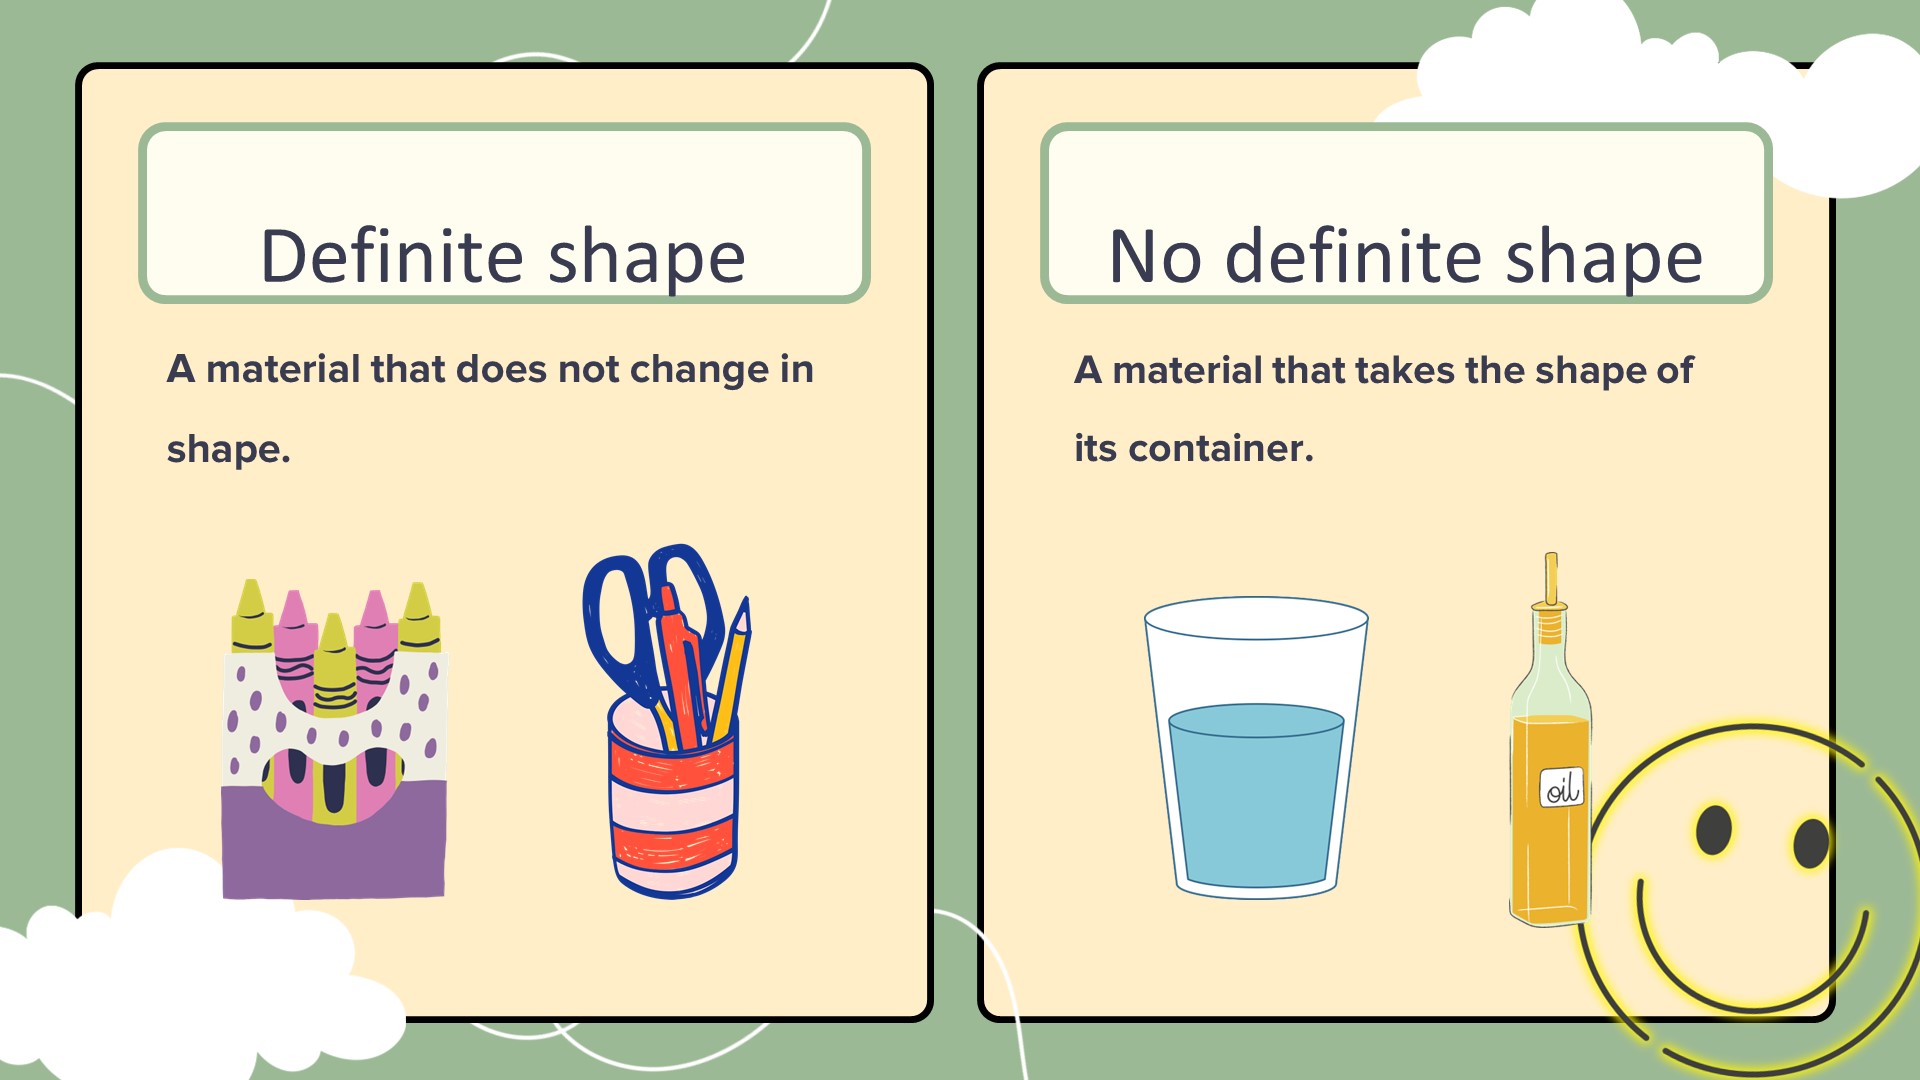 Definite shape
A material that does not change in
shape.
No definite shape
A material that takes the shape of
its container.
oil